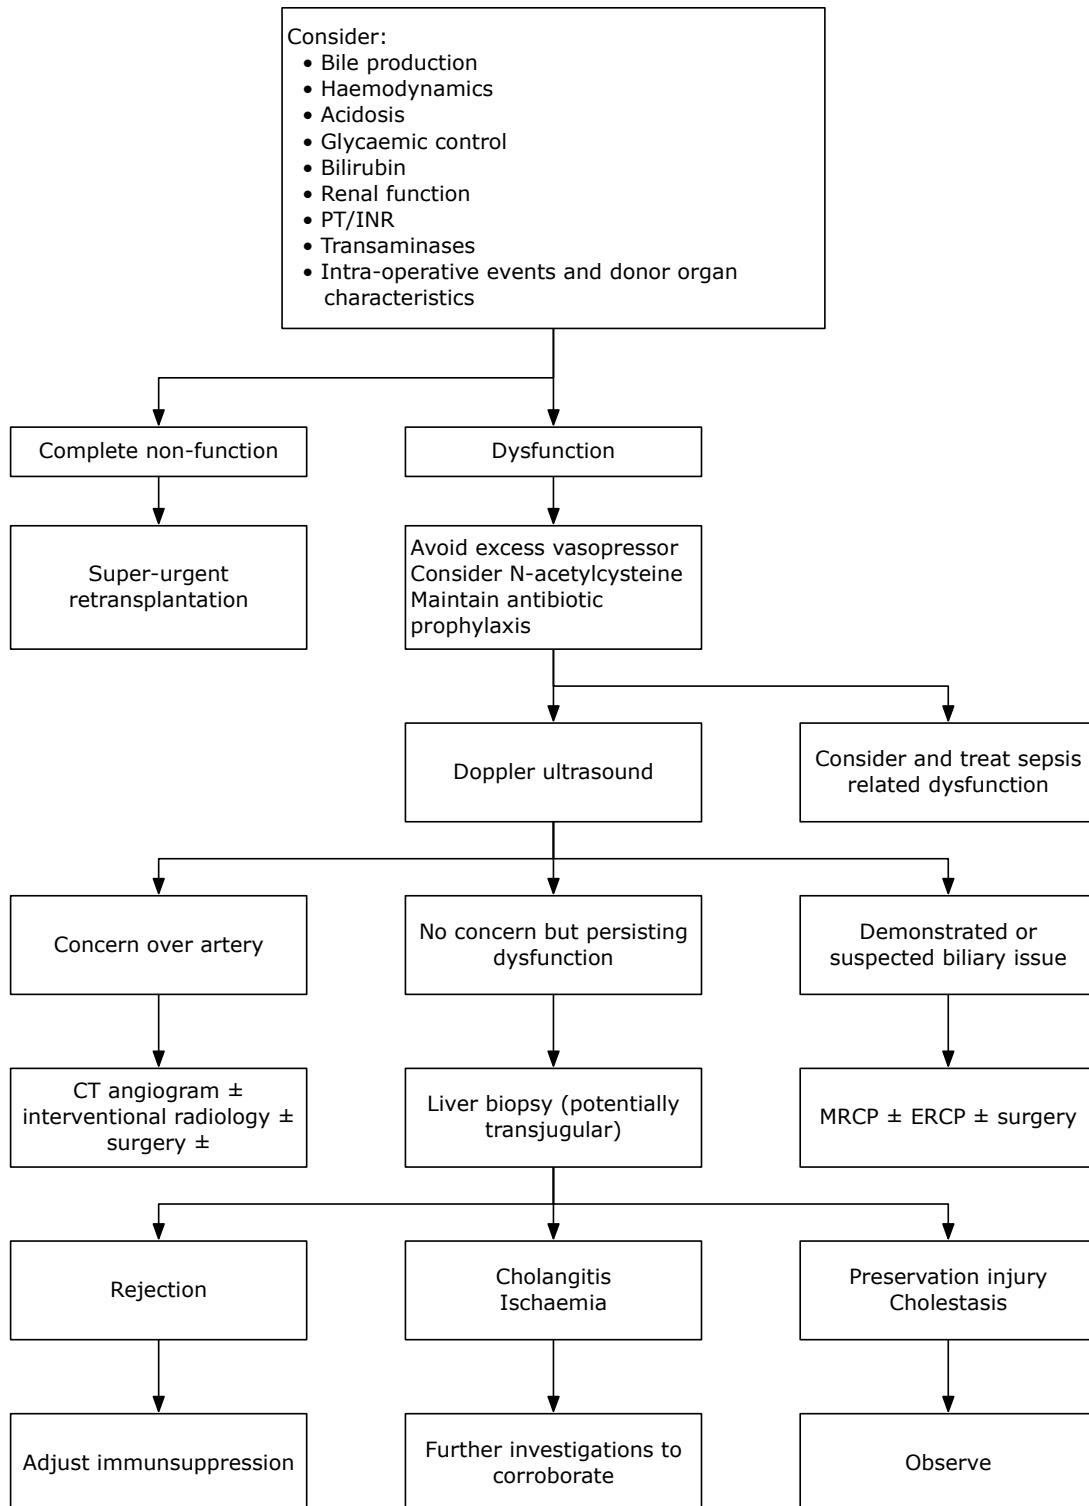 Consider:
• Bile production
• Haemodynamics
• Acidosis
• Glycaemic control
• Bilirubin
• Renal function
• PT/INR
• Transaminases
• Intra-operative events and donor organ
characteristics
Complete non-function
Dysfunction
Super-urgent
retransplantation
Avoid excess vasopressor
Consider N-acetylcysteine
Maintain antibiotic
prophylaxis
Doppler ultrasound
Consider and treat sepsis
related dysfunction
Concern over artery
No concern but persisting
dysfunction
Demonstrated or
suspected biliary issue
CT angiogram ±
interventional radiology ±
surgery ±
Liver biopsy (potentially
transjugular)
MRCP ± ERCP ± surgery
Rejection
Cholangitis
Ischaemia
Preservation injury
Cholestasis
Adjust immunsuppression
Further investigations to
corroborate
Observe